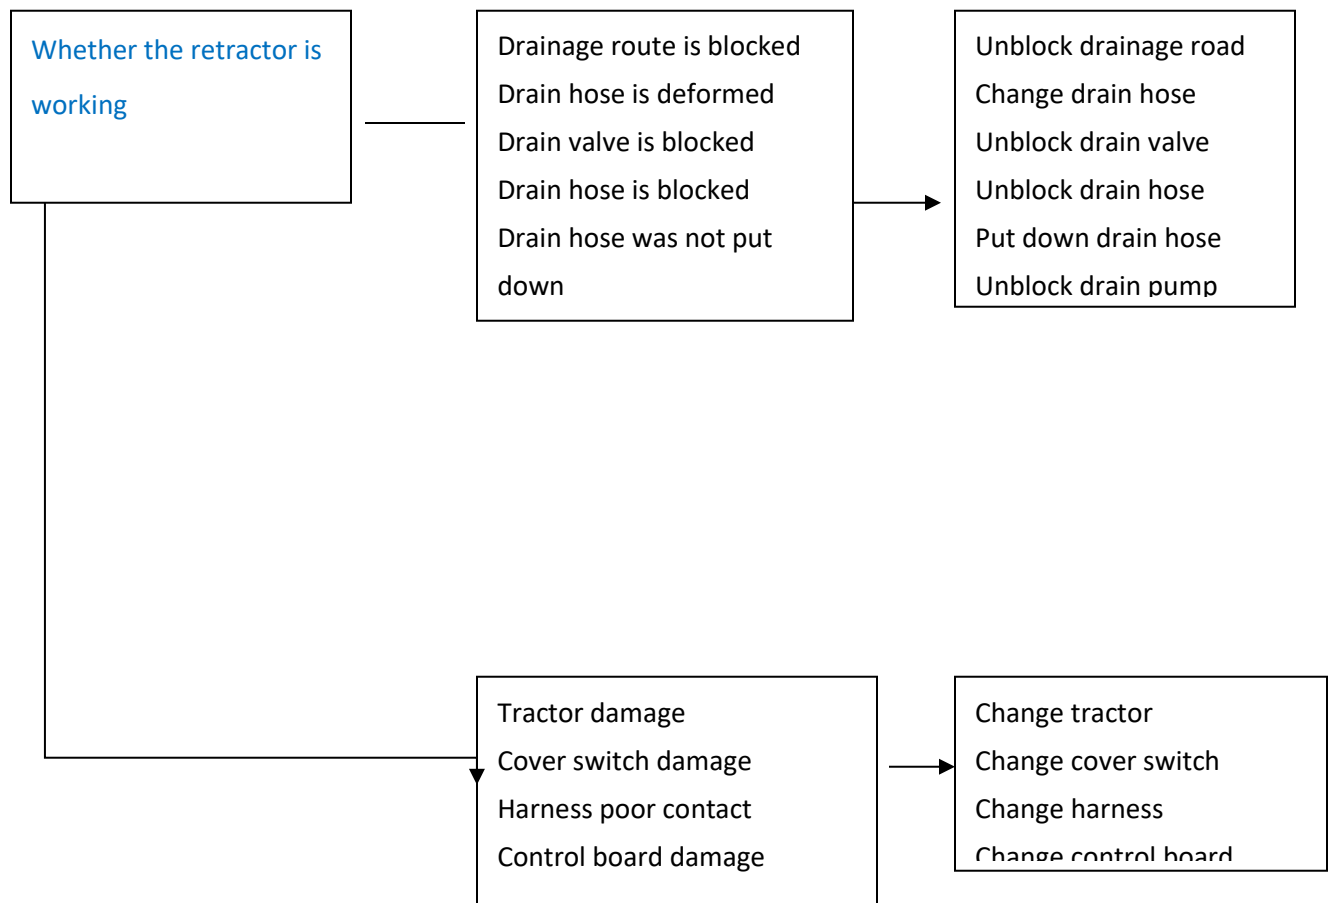 Whether the retractor is
working
Drainage route is blocked
Drain hose is deformed
Drain valve is blocked
Drain hose is blocked
Drain hose was not put
down
Unblock drainage road
Change drain hose
Unblock drain valve
Unblock drain hose
Put down drain hose
Unblock drain pump
Tractor damage
Cover switch damage
Harness poor contact
Control board damage
Change tractor
Change cover switch
Change harness
Change control board